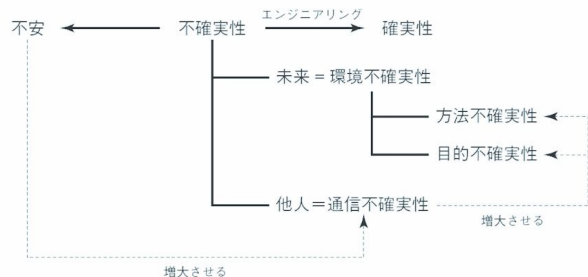 エンジニアリング
不安
不確実性
確実性
未来＝環境不確実性
方法不確実性
目的不確実性
他人＝通信不確実性
増大させる
増大させる